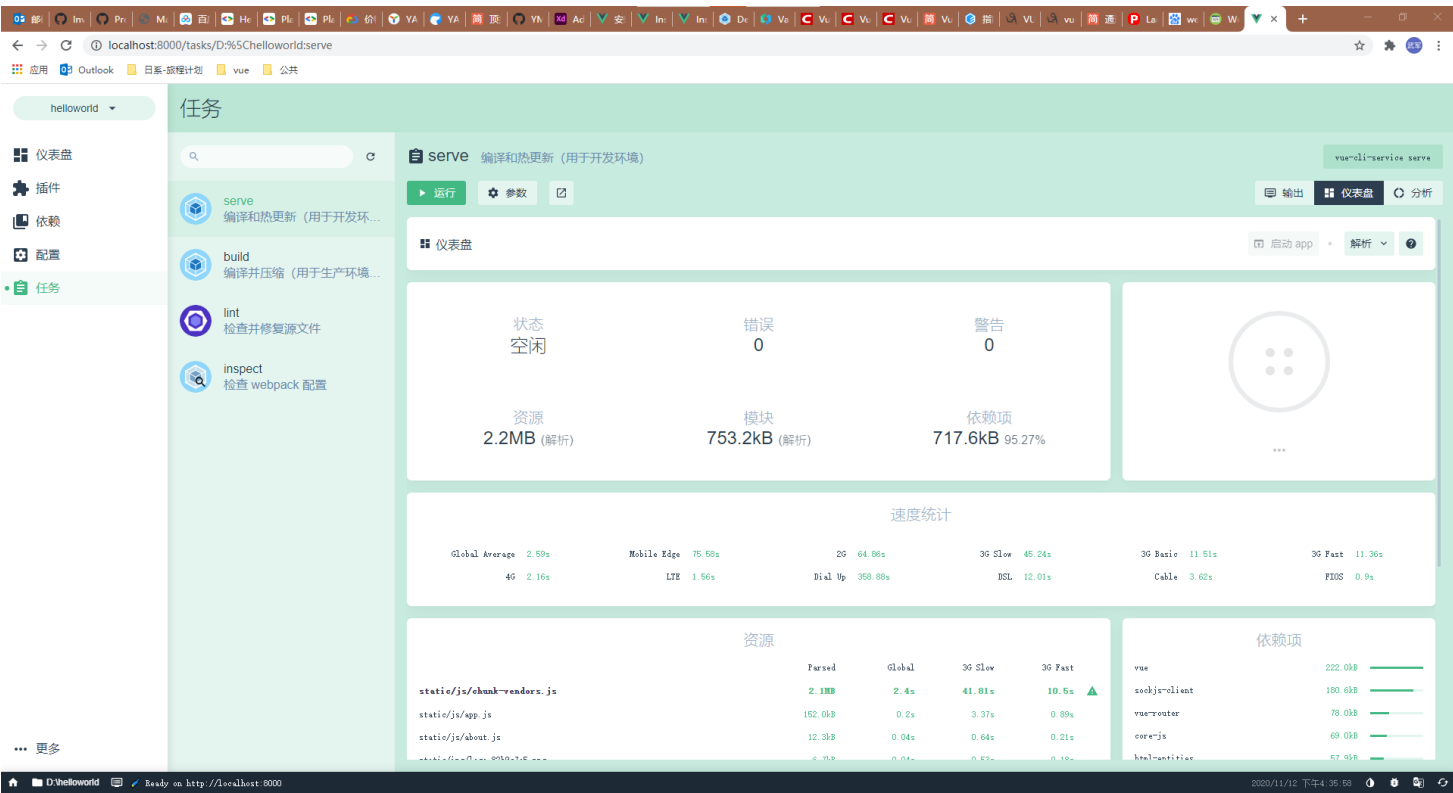 localhost:8000/tasks/D:%5Chelloworld:serve
应用 Outlook 日系-旅程计划 vue 公共
helloworld
任务
仪表盘
插件
依赖
配置
任务
更多
serve
编译和热更新（用于开发环...
build
编译并压缩（用于生产环境...
lint
检查并修复源文件
inspect
检查 webpack 配置
serve 编译和热更新（用于开发环境）
vue-cli-service serve
运行 参数
输出 仪表盘 分析
仪表盘
启动 app 解析
状态 错误 警告
空闲 0 0
资源 模块 依赖项
2.2MB (解析) 753.2kB (解析) 717.6kB 95.27%
速度统计
Global Average 2.59s Mobile Edge 75.58s 2G 64.86s 3G Slow 45.24s 3G Basic 11.51s 3G Fast 11.36s
4G 2.16s LTE 1.56s Dial Up 358.88s DSL 12.01s Cable 3.62s FIOS 0.9s
资源
Parsed Global 3G Slow 3G Fast
static/js/chunk-vendors.js 2.1MB 2.4s 41.81s 10.5s
static/js/app.js 152.0kB 0.2s 3.37s 0.89s
static/js/about.js 12.3kB 0.04s 0.64s 0.21s
依赖项
vue 222.0kB
sockjs-client 180.6kB
vue-router 78.0kB
core-js 69.0kB
html-entities 57.9kB
D:\helloworld Ready on http://localhost:8000
2020/11/12 下午4:35:58